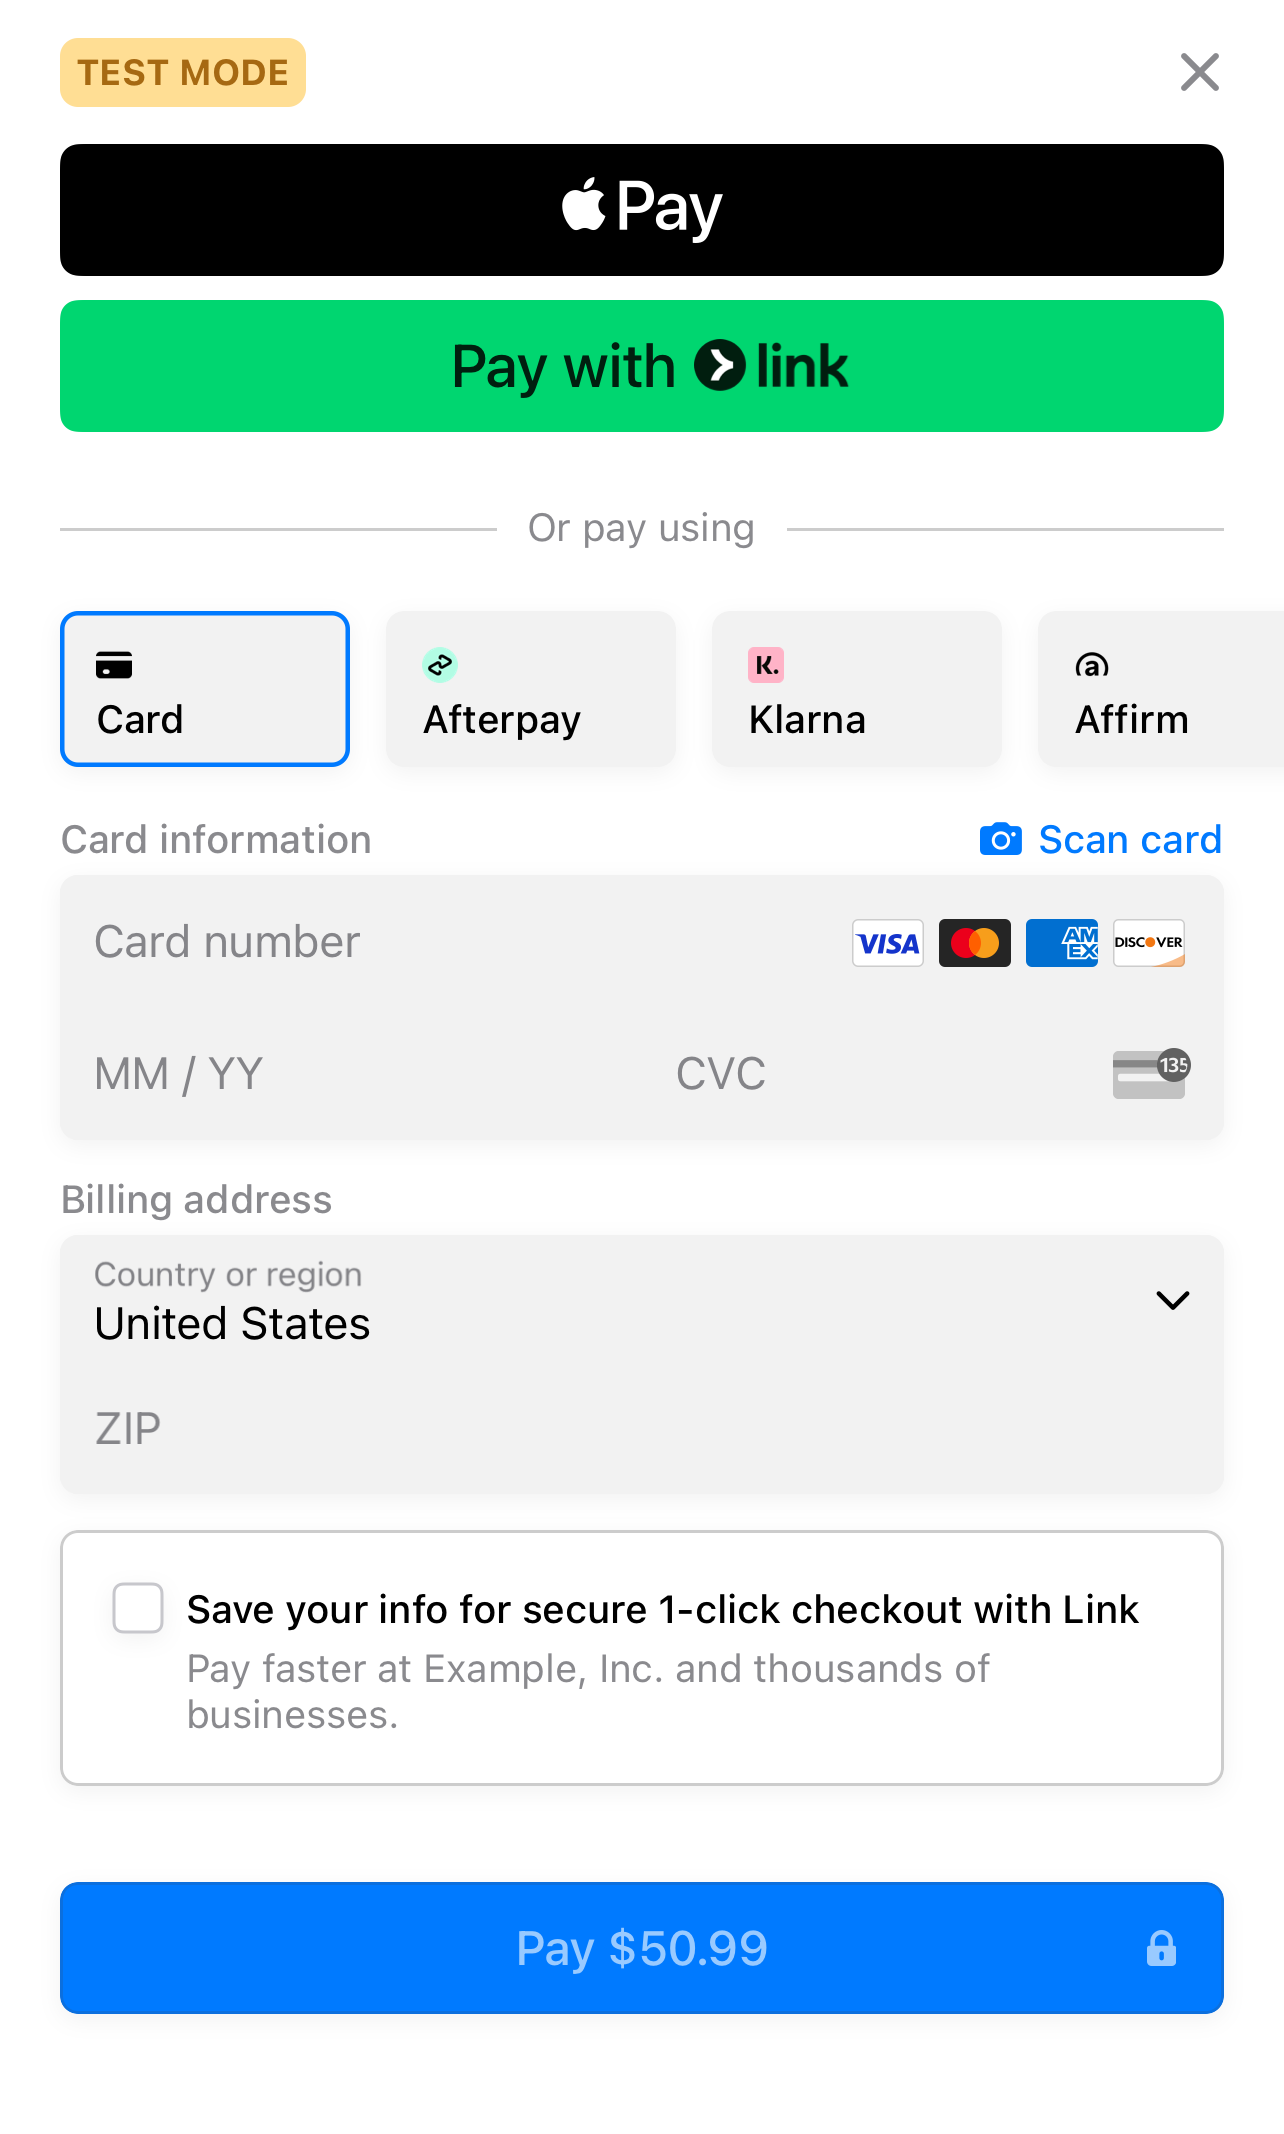 TEST MODE
Pay
Pay with link
Or pay using
Card
K.
a
Afterpay
Klarna
Affirm
Card information
Scan card
Card number
VISA
AM
EX
DISCOVER
MM / YY
CVC
135
Billing address
Country or region
United States
ZIP
Save your info for secure 1-click checkout with Link
Pay faster at Example, Inc. and thousands of
businesses.
Pay $50.99